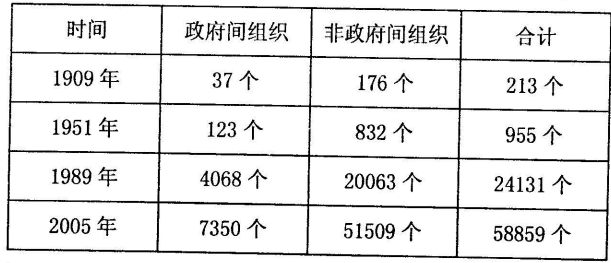 时间 政府间组织 非政府间组织 合计
1909年 37个 176个 213个
1951年 123个 832个 955个
1989年 4068个 20063个 24131个
2005年 7350个 51509个 58859个